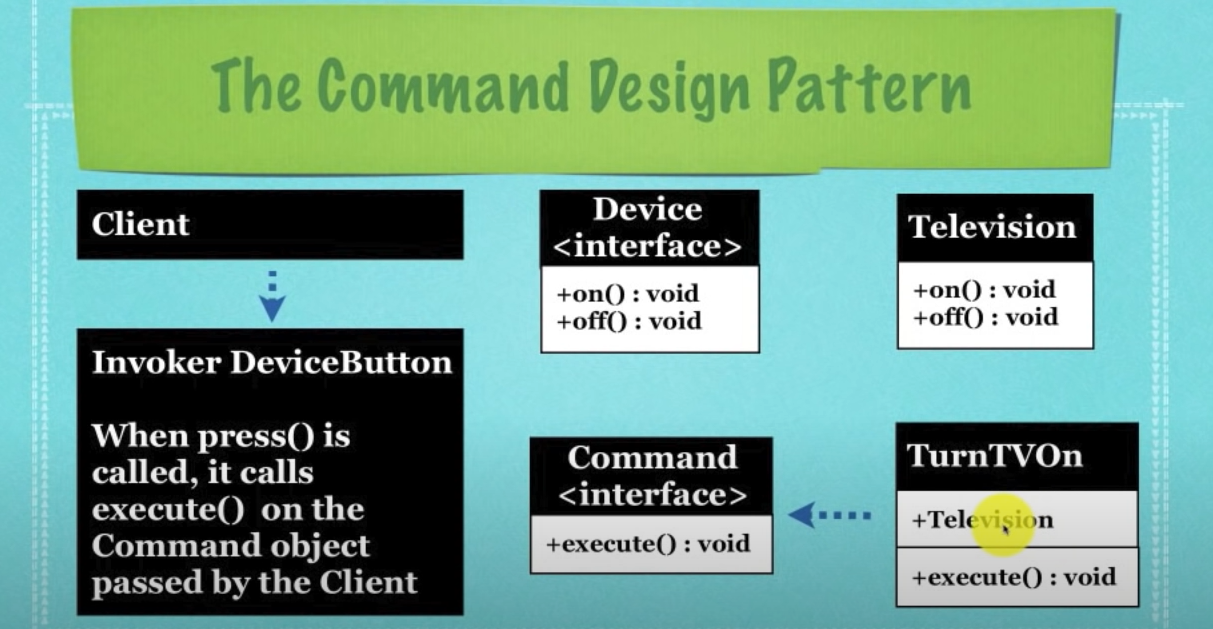 The Command Design Pattern
Client
Invoker DeviceButton
When press() is
called, it calls
execute() on the
Command object
passed by the Client
Device
<interface>
+on() : void
+off() : void
Television
+on() : void
+off() : void
Command
<interface>
+execute() : void
TurnTVOn
+Television
+execute() : void